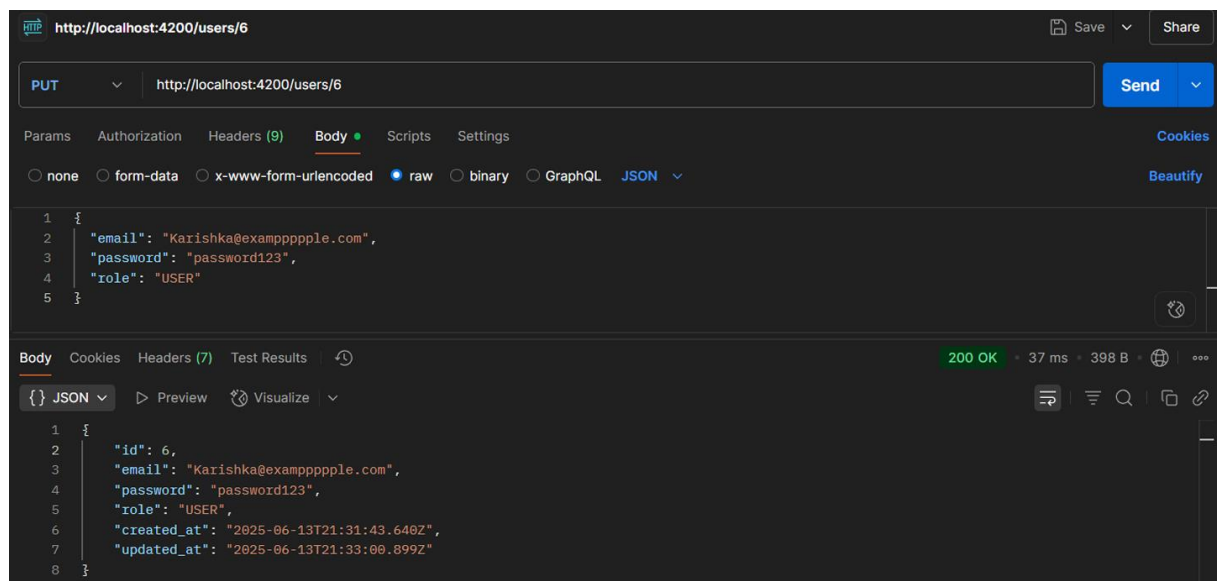 HTTP http://localhost:4200/users/6 Save Share
PUT http://localhost:4200/users/6 Send
Params Authorization Headers (9) Body Scripts Settings Cookies
none form-data x-www-form-urlencoded raw binary GraphQL JSON Beautify
1 {
2 "email": "Karishka@examppppple.com",
3 "password": "password123",
4 "role": "USER"
5 }
Body Cookies Headers (7) Test Results 200 OK • 37 ms • 398 B
{} JSON Preview Visualize
1 {
2 "id": 6,
3 "email": "Karishka@examppppple.com",
4 "password": "password123",
5 "role": "USER",
6 "created_at": "2025-06-13T21:31:43.640Z",
7 "updated_at": "2025-06-13T21:33:00.899Z"
8 }